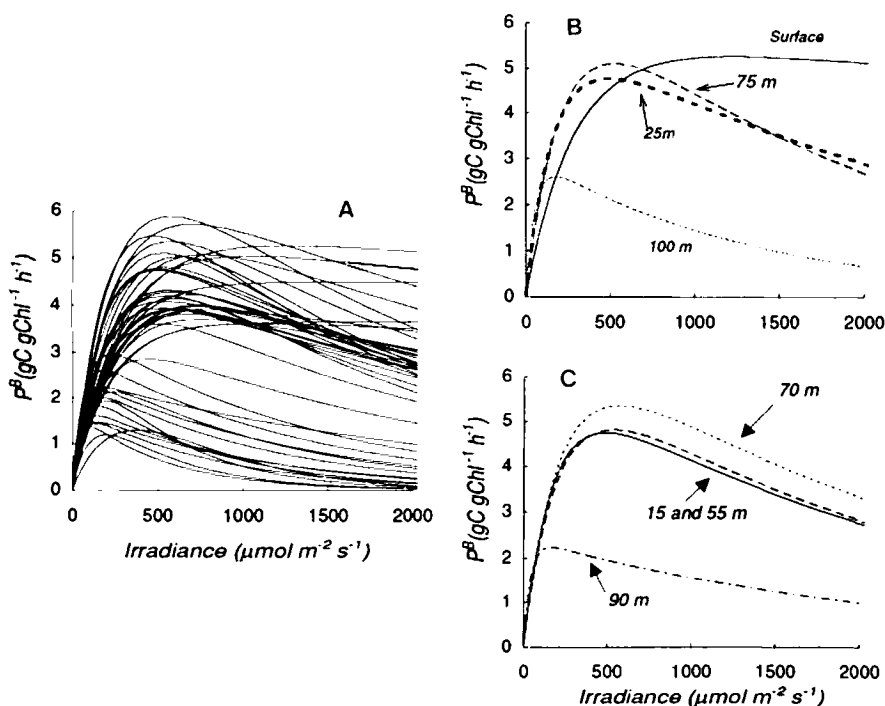 A
6
5
4
3
2
1
0
P^B (gC gChl⁻¹ h⁻¹)
0 500 1000 1500 2000
Irradiance (µmol m⁻² s⁻¹)
B
Surface
75 m
25m
100 m
6
5
4
3
2
1
0
P^B (gC gChl⁻¹ h⁻¹)
0 500 1000 1500 2000
C
70 m
15 and 55 m
90 m
6
5
4
3
2
1
0
P^B (gC gChl⁻¹ h⁻¹)
0 500 1000 1500 2000
Irradiance (µmol m⁻² s⁻¹)